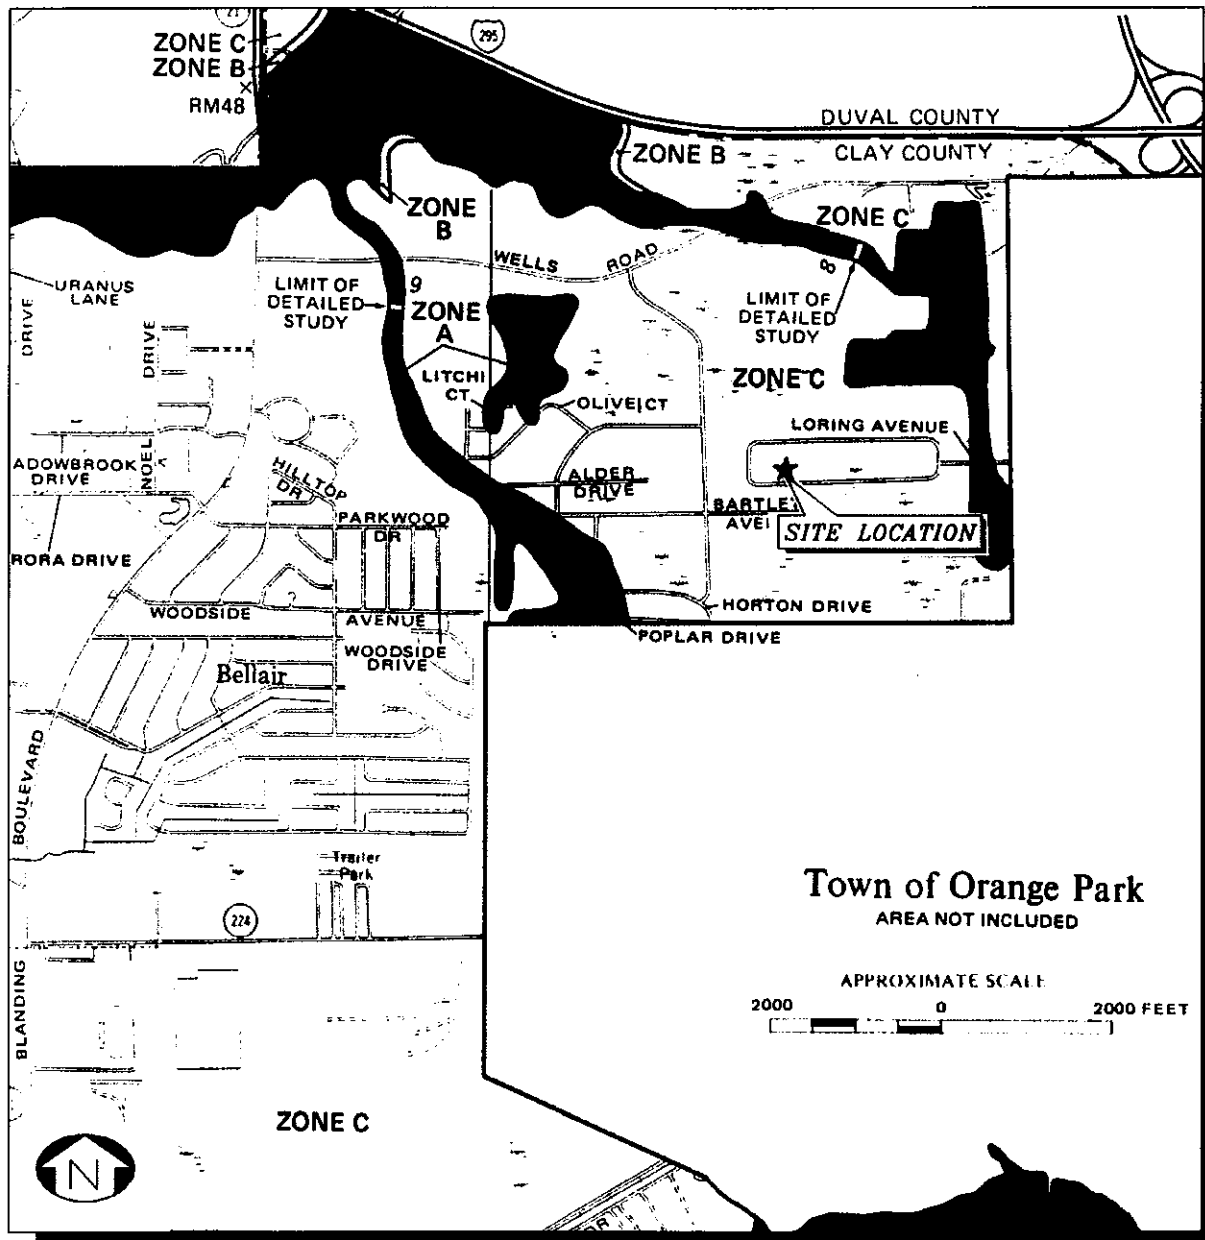 21
ZONE C
ZONE B
RM48
295
DUVAL COUNTY
CLAY COUNTY
ZONE B
ZONE
B
ZONE C
WELLS ROAD
URANUS
LANE
LIMIT OF
DETAILED
STUDY
9
ZONE
A
8
LIMIT OF
DETAILED
STUDY
DRIVE
DRIVE
LITCHI
CT
OLIVE CT
ZONE C
LORING AVENUE
ADOWBROOK
DRIVE
NOEL
HILLTOP
DR
ALDER
DRIVE
PARKWOOD
DR
BARTLE
AVE
SITE LOCATION
RORA DRIVE
WOODSIDE
AVENUE
HORTON DRIVE
POPLAR DRIVE
WOODSIDE
DRIVE
Bellair
BOULEVARD
Trailer
Park
224
Town of Orange Park
AREA NOT INCLUDED
APPROXIMATE SCALE
2000 0 2000 FEET
BLANDING
ZONE C
N
DR